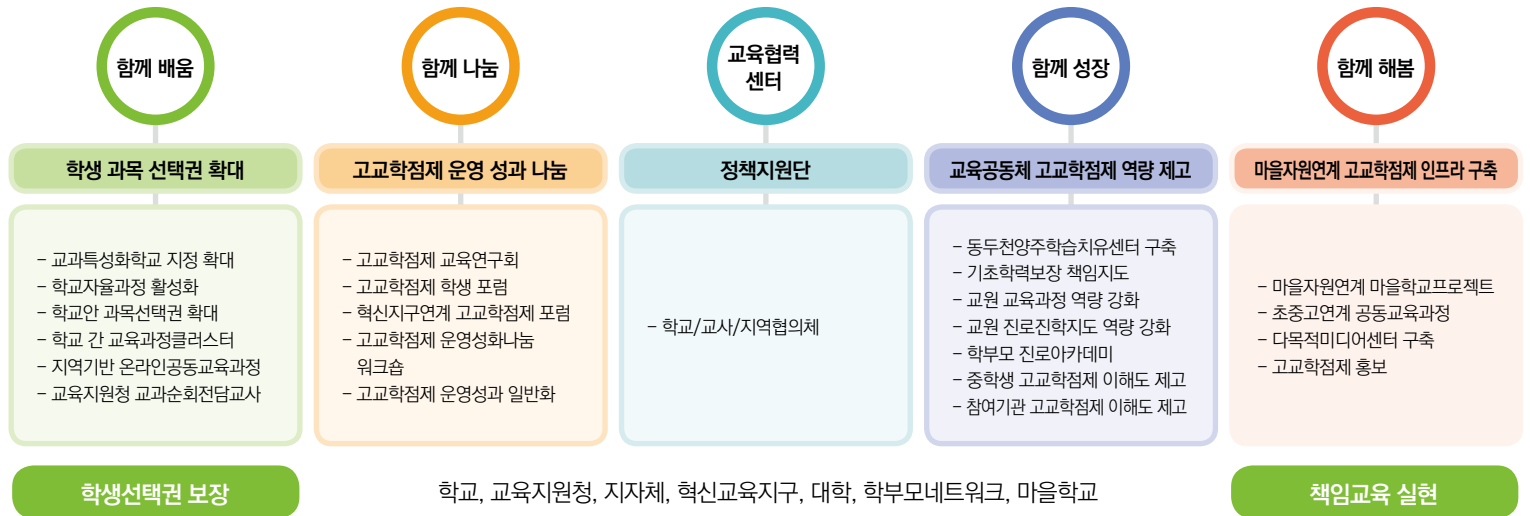 함께 배움
학생 과목 선택권 확대
- 교과특성화학교 지정 확대
- 학교자율과정 활성화
- 학교안 과목선택권 확대
- 학교 간 교육과정클러스터
- 지역기반 온라인공동교육과정
- 교육지원청 교과순회전담교사
함께 나눔
고교학점제 운영 성과 나눔
- 고교학점제 교육연구회
- 고교학점제 학생 포럼
- 혁신지구연계 고교학점제 포럼
- 고교학점제 운영성화나눔
워크숍
- 고교학점제 운영성과 일반화
교육협력
센터
정책지원단
- 학교/교사/지역협의체
함께 성장
교육공동체 고교학점제 역량 제고
- 동두천양주학습치유센터 구축
- 기초학력보장 책임지도
- 교원 교육과정 역량 강화
- 교원 진로진학지도 역량 강화
- 학부모 진로아카데미
- 중학생 고교학점제 이해도 제고
- 참여기관 고교학점제 이해도 제고
함께 해봄
마을자원연계 고교학점제 인프라 구축
- 마을자원연계 마을학교프로젝트
- 초중고연계 공동교육과정
- 다목적미디어센터 구축
- 고교학점제 홍보
학생선택권 보장
학교, 교육지원청, 지자체, 혁신교육지구, 대학, 학부모네트워크, 마을학교
책임교육 실현